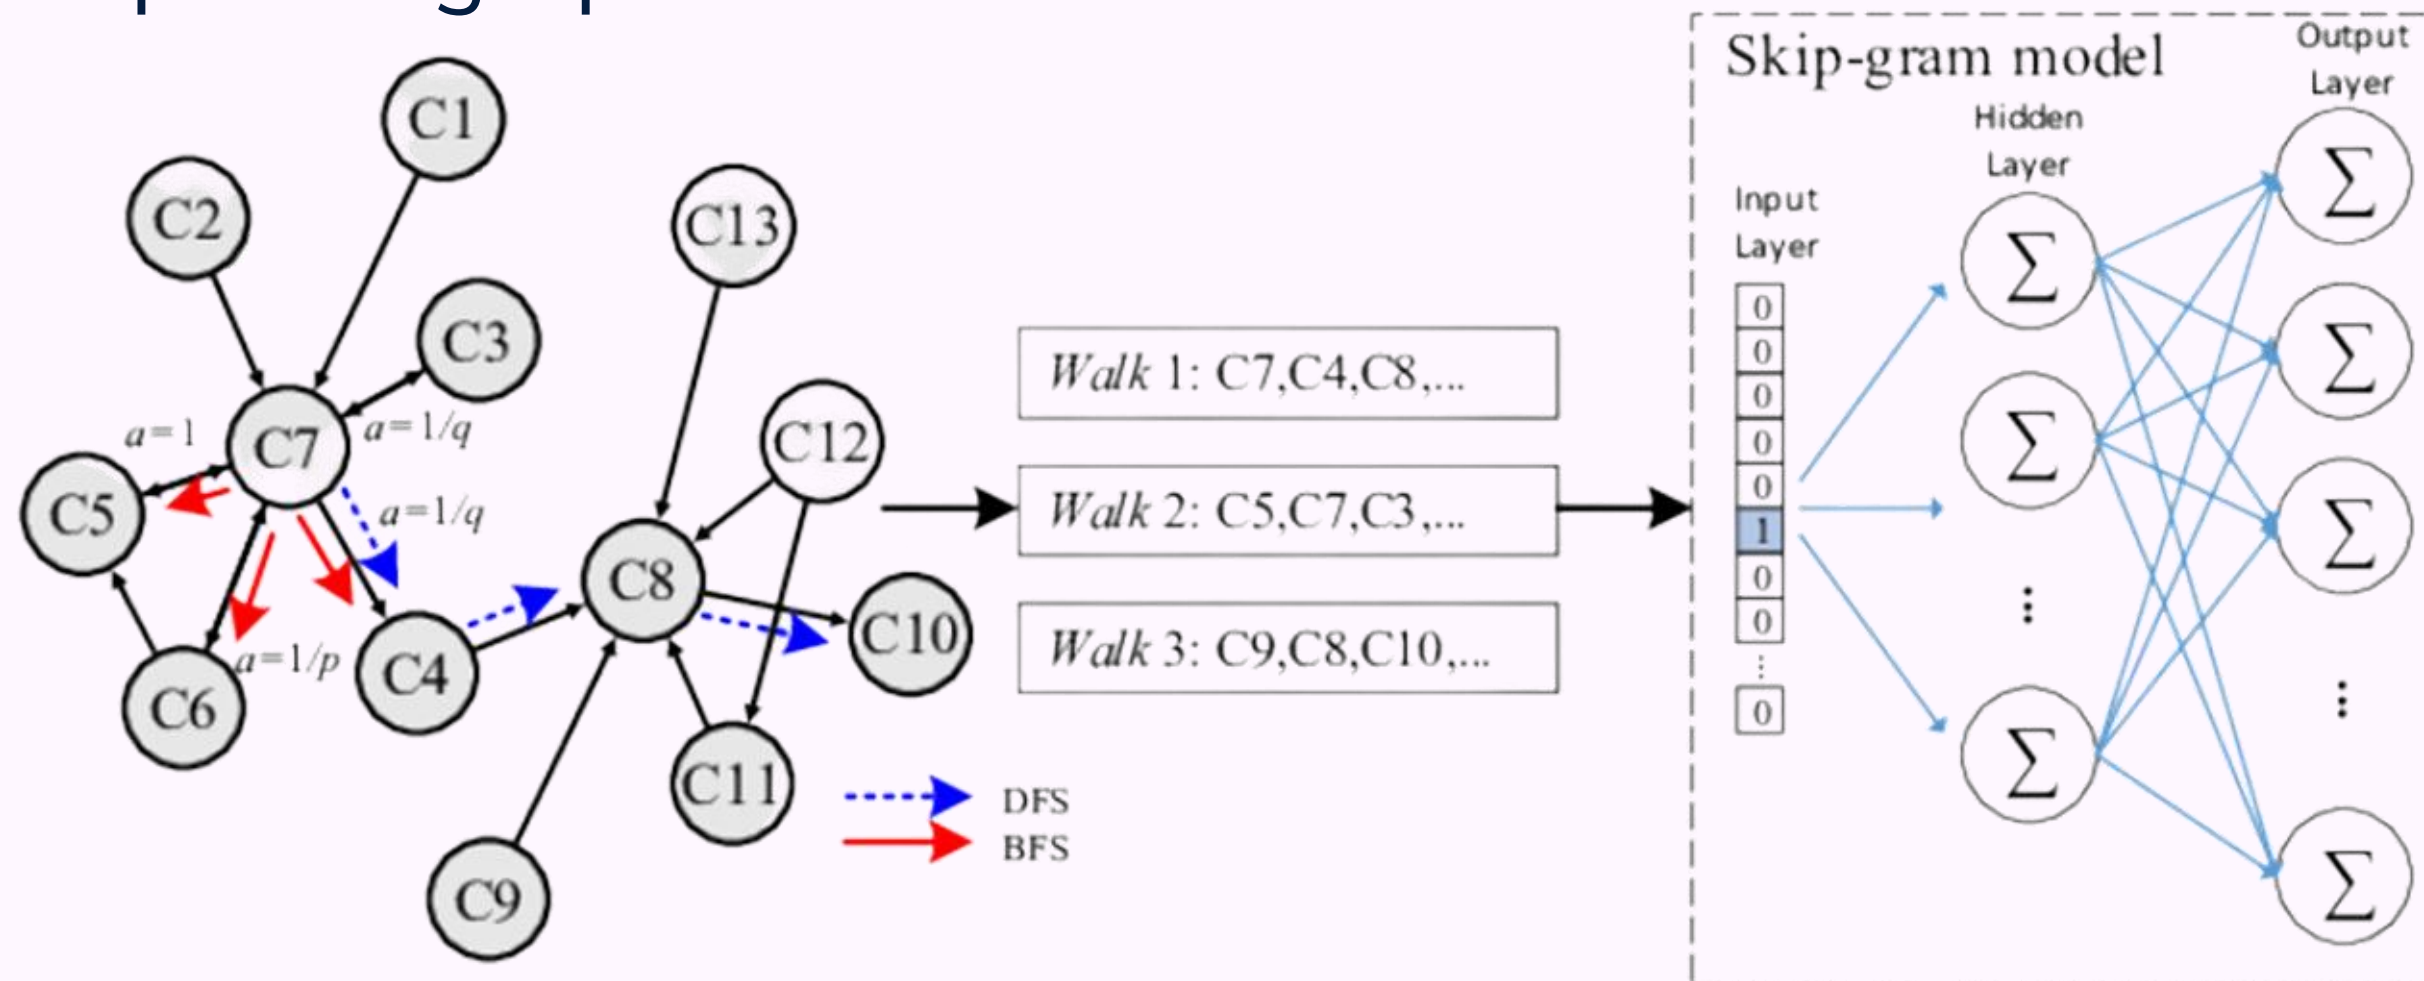 C1
C2
C13
C3
C7
a=1
a=1/q
C12
C5
a=1/q
C8
C10
a=1/p
C4
C6
C11
C9
DFS
BFS
Walk 1: C7,C4,C8,...
Walk 2: C5,C7,C3,...
Walk 3: C9,C8,C10,...
Skip-gram model
Input
Layer
Hidden
Layer
Output
Layer
0
0
0
0
0
1
0
0
⋮
0
∑
∑
⋮
∑
∑
∑
∑
⋮
∑